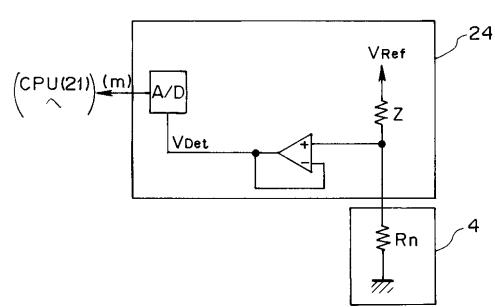 24
VRef
(CPU(21)) (m) A/D
Z
VDet
+
−
4
Rn